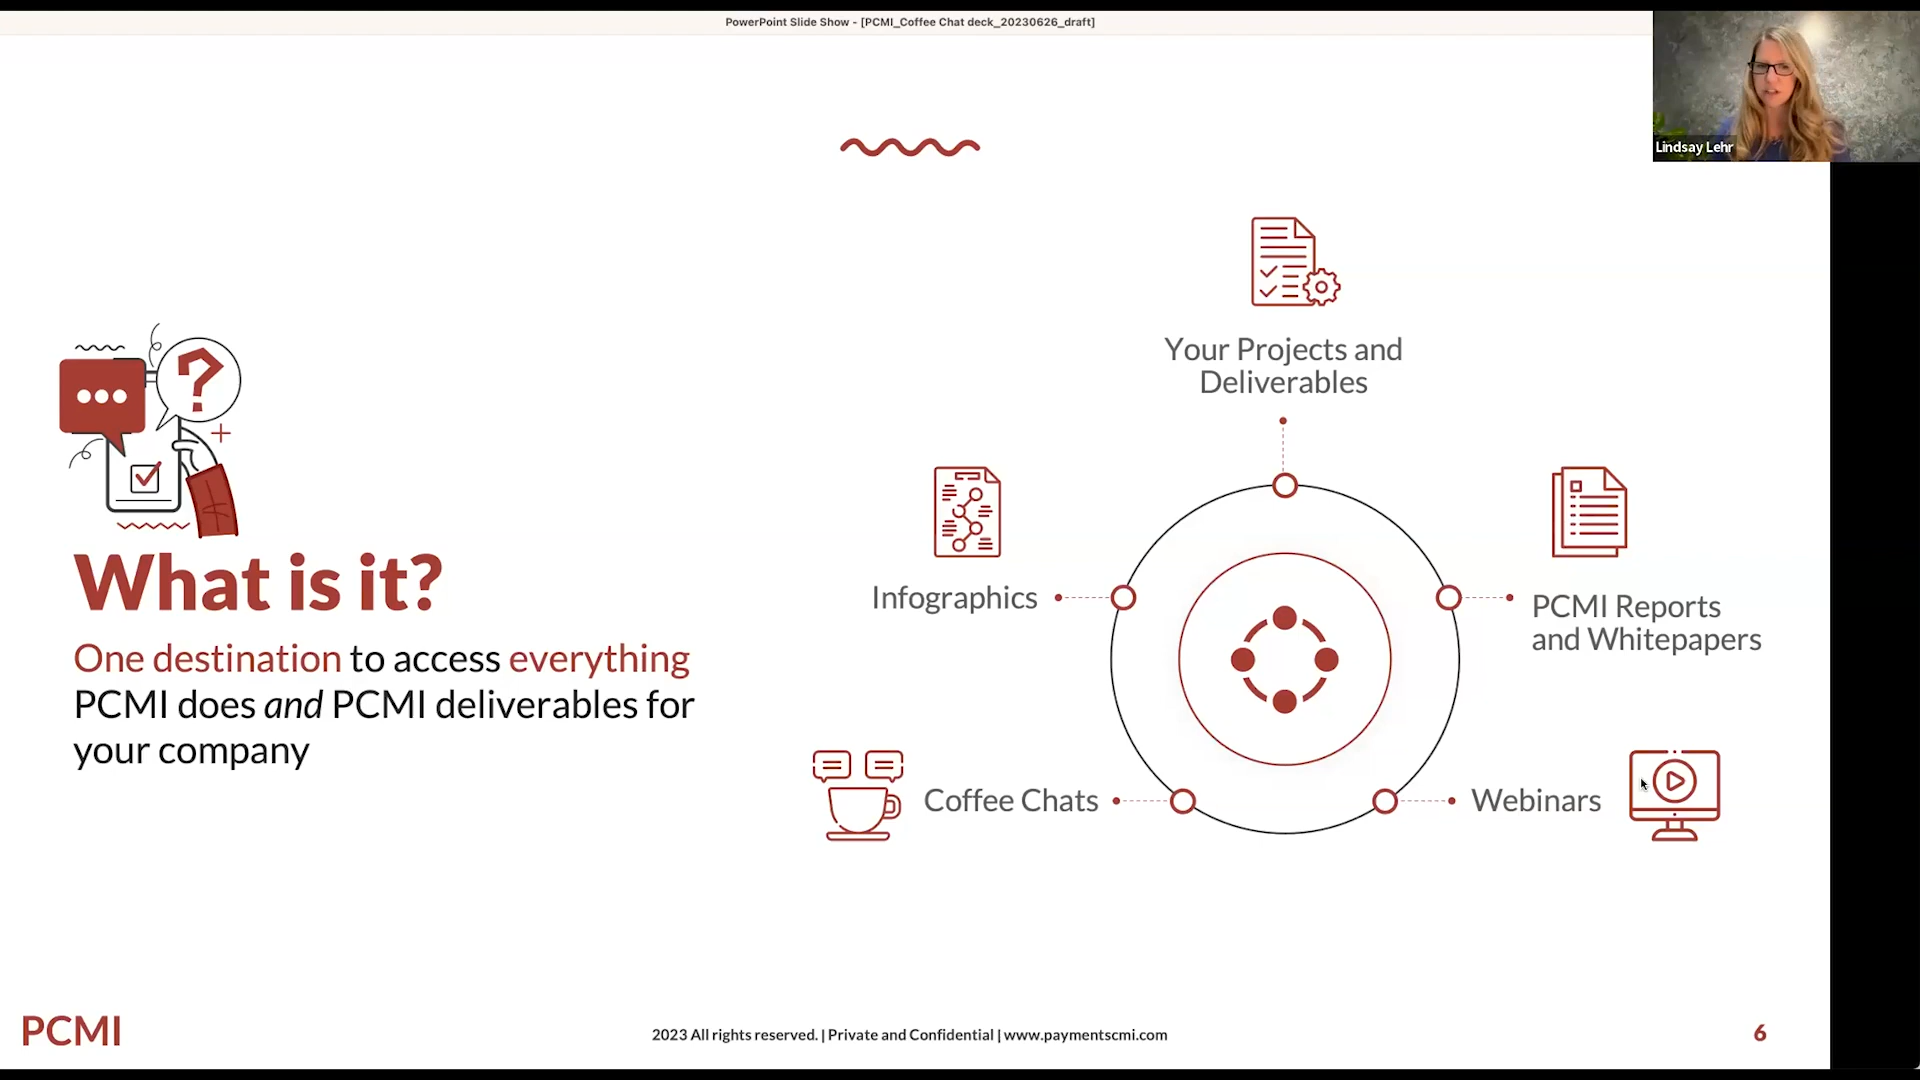 PowerPoint Slide Show - [PCMI_Coffee Chat deck_20230626_draft]
Lindsay Lehr
What is it?
One destination to access everything
PCMI does and PCMI deliverables for
your company
Your Projects and
Deliverables
Infographics
PCMI Reports
and Whitepapers
Coffee Chats
Webinars
PCMI
2023 All rights reserved. | Private and Confidential | www.paymentscmi.com
6